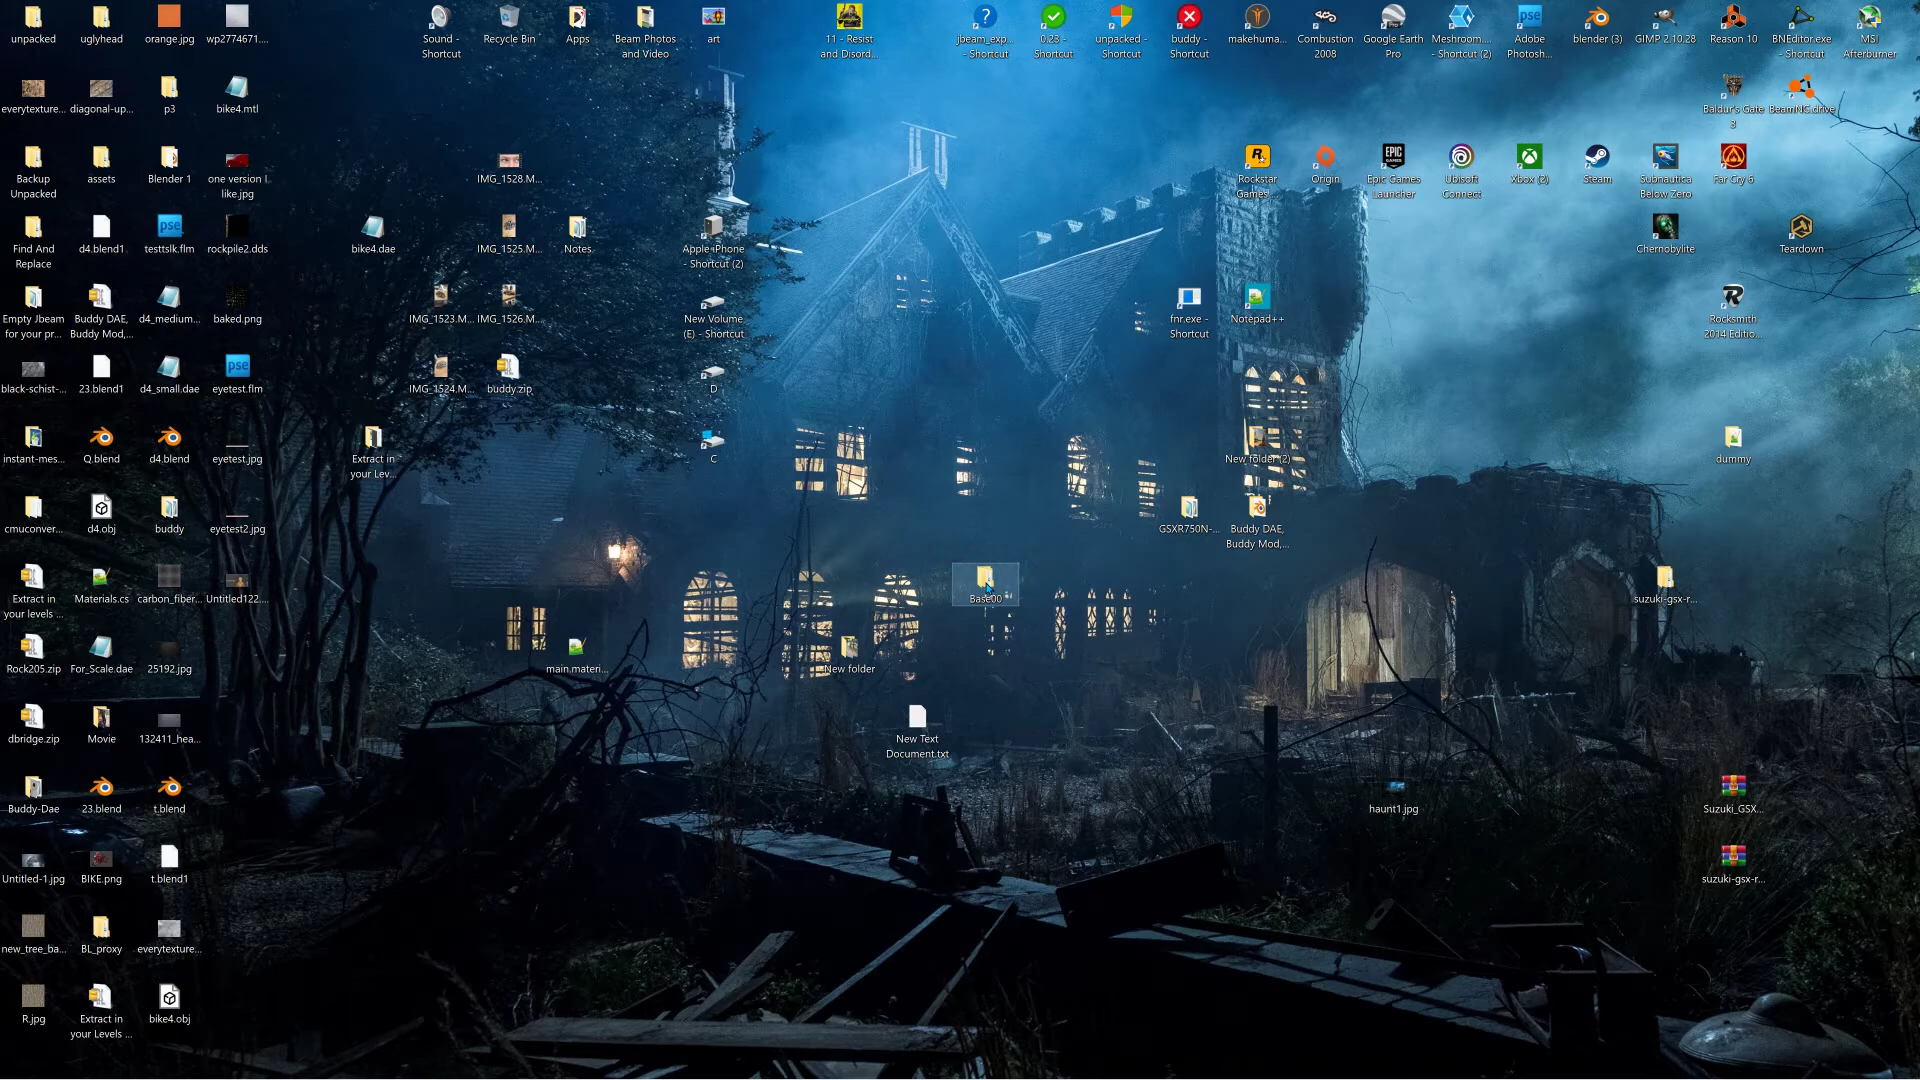 unpacked
uglyhead
orange.jpg
wp2774671....
Sound -
Shortcut
Recycle Bin
Apps
Beam Photos
and Video
art
11 - Resist
and Disord...
jbeam_exp...
- Shortcut
0.23 -
Shortcut
unpacked -
Shortcut
buddy -
Shortcut
makehuma...
Combustion
2008
Google Earth
Pro
Meshroom....
- Shortcut (2)
Adobe
Photosh...
blender (3)
GIMP 2.10.28
Reason 10
BNEditor.exe
- Shortcut
MSI
Afterburner
everytexture...
diagonal-up...
p3
bike4.mtl
Baldur's Gate
3
BeamNG.drive
Backup
Unpacked
assets
Blender 1
one version I
like.jpg
IMG_1528.M...
Rockstar
Games ...
Origin
Epic Games
Launcher
Ubisoft
Connect
Xbox (2)
Steam
Subnautica
Below Zero
Far Cry 6
Find And
Replace
d4.blend1
testtslk.flm
rockpile2.dds
bike4.dae
IMG_1525.M...
Notes
Apple iPhone
- Shortcut (2)
Chernobylite
Teardown
Empty Jbeam
for your pr...
Buddy DAE,
Buddy Mod,...
d4_medium...
baked.png
IMG_1523.M...
IMG_1526.M...
New Volume
(E) - Shortcut
fnr.exe -
Shortcut
Notepad++
Rocksmith
2014 Editio...
black-schist-...
23.blend1
d4_small.dae
eyetest.flm
IMG_1524.M...
buddy.zip
D
instant-mes...
Q.blend
d4.blend
eyetest.jpg
Extract in
your Lev...
C
New folder (2)
dummy
cmuconver...
d4.obj
buddy
eyetest2.jpg
GSXR750N-...
Buddy DAE,
Buddy Mod,...
Extract in
your levels ...
Materials.cs
carbon_fiber...
Untitled122....
Base00
suzuki-gsx-r...
Rock205.zip
For_Scale.dae
25192.jpg
main.materi...
New folder
dbridge.zip
Movie
132411_hea...
New Text
Document.txt
Buddy-Dae
23.blend
t.blend
haunt1.jpg
Suzuki_GSX...
Untitled-1.jpg
BIKE.png
t.blend1
suzuki-gsx-r...
new_tree_ba...
BL_proxy
everytexture...
R.jpg
Extract in
your Levels ...
bike4.obj